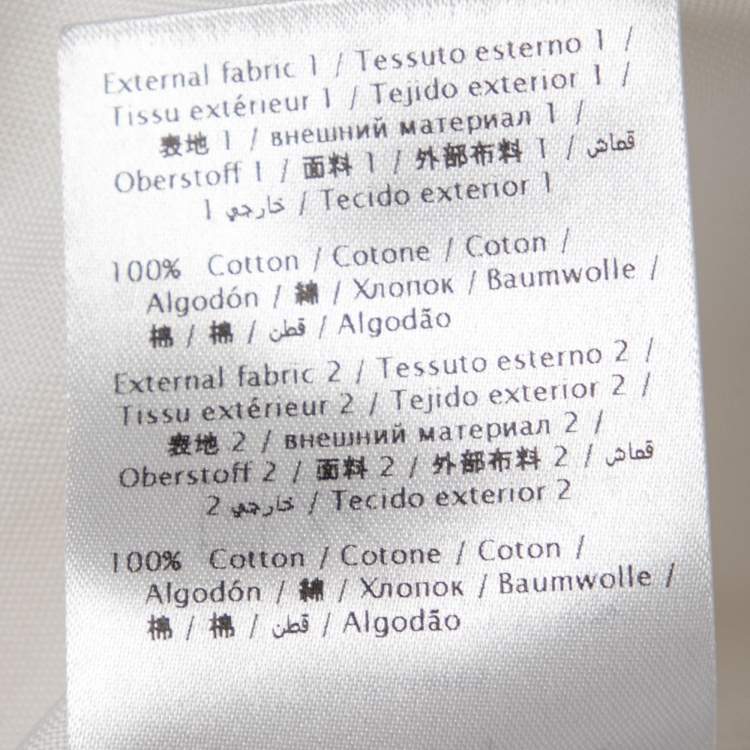 External fabric 1 / Tessuto esterno 1 /
Tissu extérieur 1 / Tejido exterior 1 /
表地 1 / внешний материал 1 /
Oberstoff 1 / 面料 1 / 外部布料 1 / قماش
خارجي 1 / Tecido exterior 1
100% Cotton / Cotone / Coton /
Algodón / 綿 / Хлопок / Baumwolle /
棉 / 棉 / قطن / Algodão
External fabric 2 / Tessuto esterno 2 /
Tissu extérieur 2 / Tejido exterior 2 /
表地 2 / внешний материал 2 /
Oberstoff 2 / 面料 2 / 外部布料 2 / قماش
خارجي 2 / Tecido exterior 2
100% Cotton / Cotone / Coton /
Algodón / 綿 / Хлопок / Baumwolle /
棉 / 棉 / قطن / Algodão